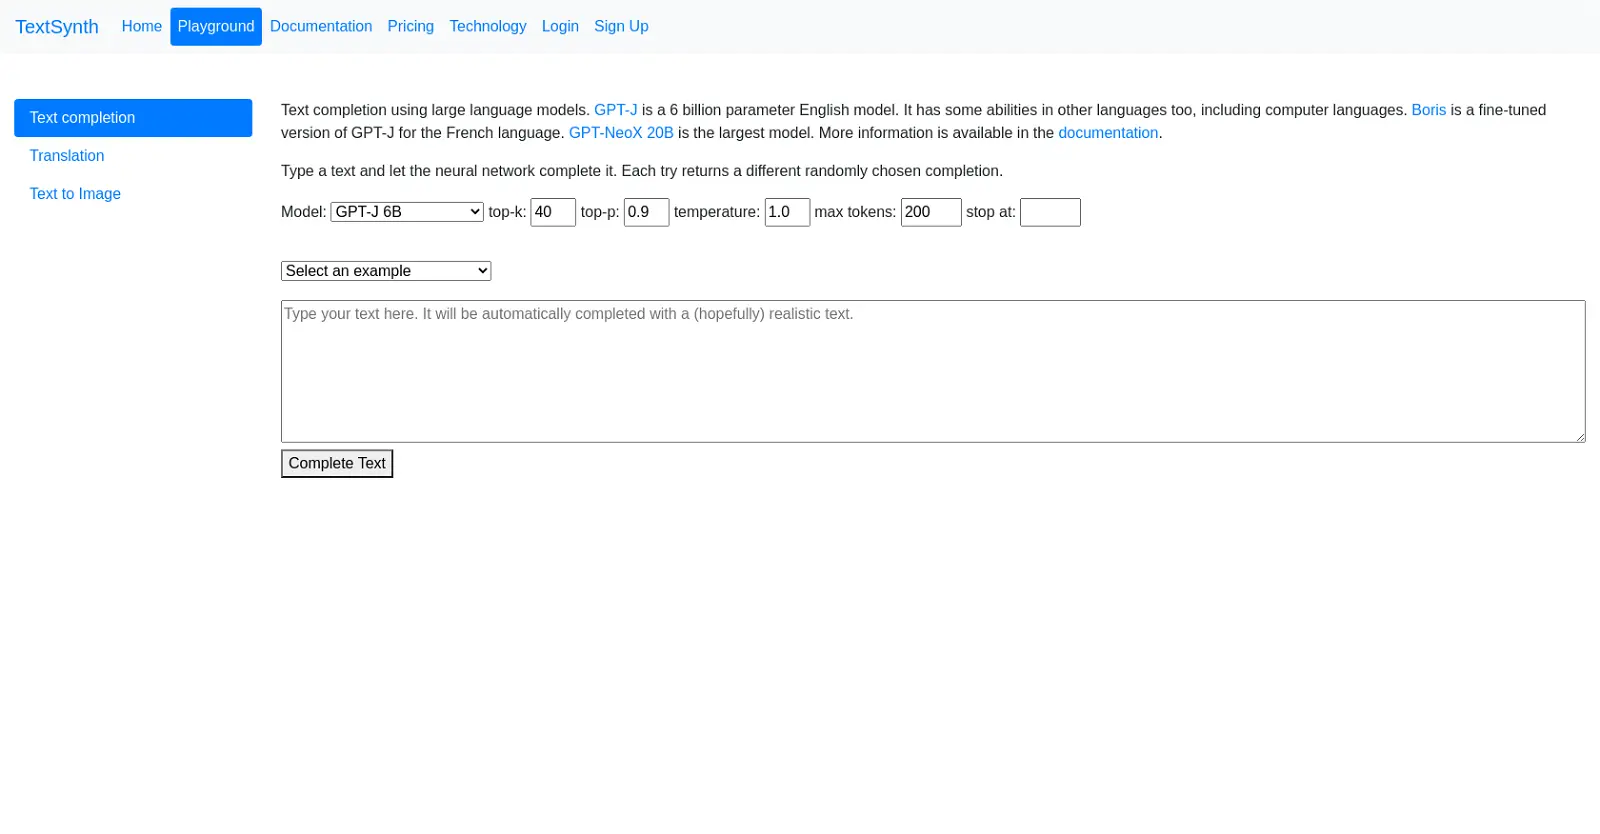 TextSynth Home Playground Documentation Pricing Technology Login Sign Up
Text completion
Translation
Text to Image
Text completion using large language models. GPT-J is a 6 billion parameter English model. It has some abilities in other languages too, including computer languages. Boris is a fine-tuned
version of GPT-J for the French language. GPT-NeoX 20B is the largest model. More information is available in the documentation.
Type a text and let the neural network complete it. Each try returns a different randomly chosen completion.
Model: GPT-J 6B top-k: 40 top-p: 0.9 temperature: 1.0 max tokens: 200 stop at:
Select an example
Type your text here. It will be automatically completed with a (hopefully) realistic text.
Complete Text